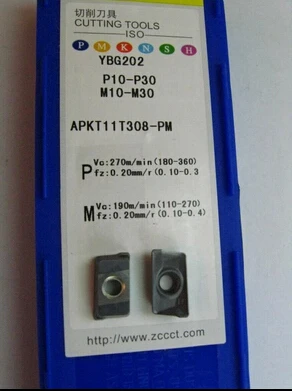 切削刀具
CUTTING TOOLS
ISO
P M K N S H
YBG202
P10-P30
M10-M30
APKT11T308-PM
P Vc:270m/min(180-360)
fz:0.20mm/r(0.10-0.3
M Vc:190m/min(110-270)
fz:0.20mm/r(0.10-0.4)
http://www.zccct.com